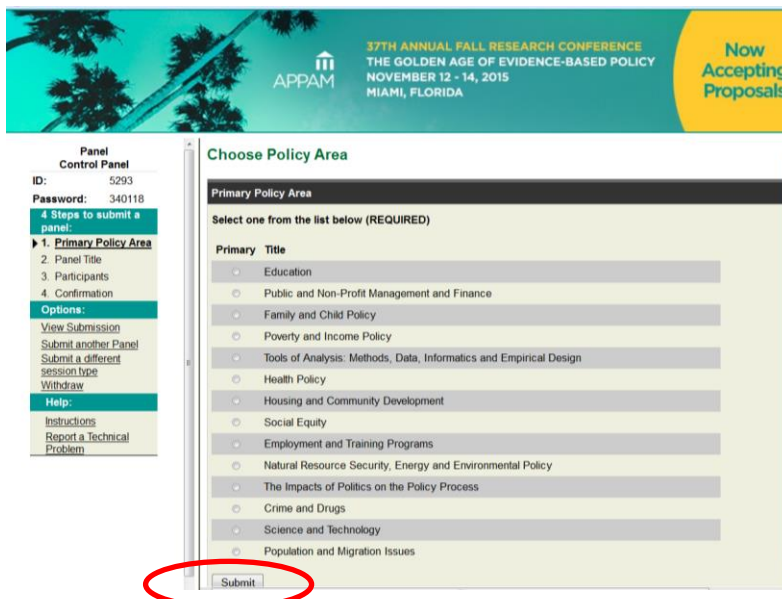 APPAM
37TH ANNUAL FALL RESEARCH CONFERENCE
THE GOLDEN AGE OF EVIDENCE-BASED POLICY
NOVEMBER 12 - 14, 2015
MIAMI, FLORIDA
Now
Accepting
Proposals
Panel
Control Panel
ID: 5293
Password: 340118
4 Steps to submit a
panel:
1. Primary Policy Area
2. Panel Title
3. Participants
4. Confirmation
Options:
View Submission
Submit another Panel
Submit a different
session type
Withdraw
Help:
Instructions
Report a Technical
Problem
Choose Policy Area
Primary Policy Area
Select one from the list below (REQUIRED)
Primary Title
Education
Public and Non-Profit Management and Finance
Family and Child Policy
Poverty and Income Policy
Tools of Analysis: Methods, Data, Informatics and Empirical Design
Health Policy
Housing and Community Development
Social Equity
Employment and Training Programs
Natural Resource Security, Energy and Environmental Policy
The Impacts of Politics on the Policy Process
Crime and Drugs
Science and Technology
Population and Migration Issues
Submit